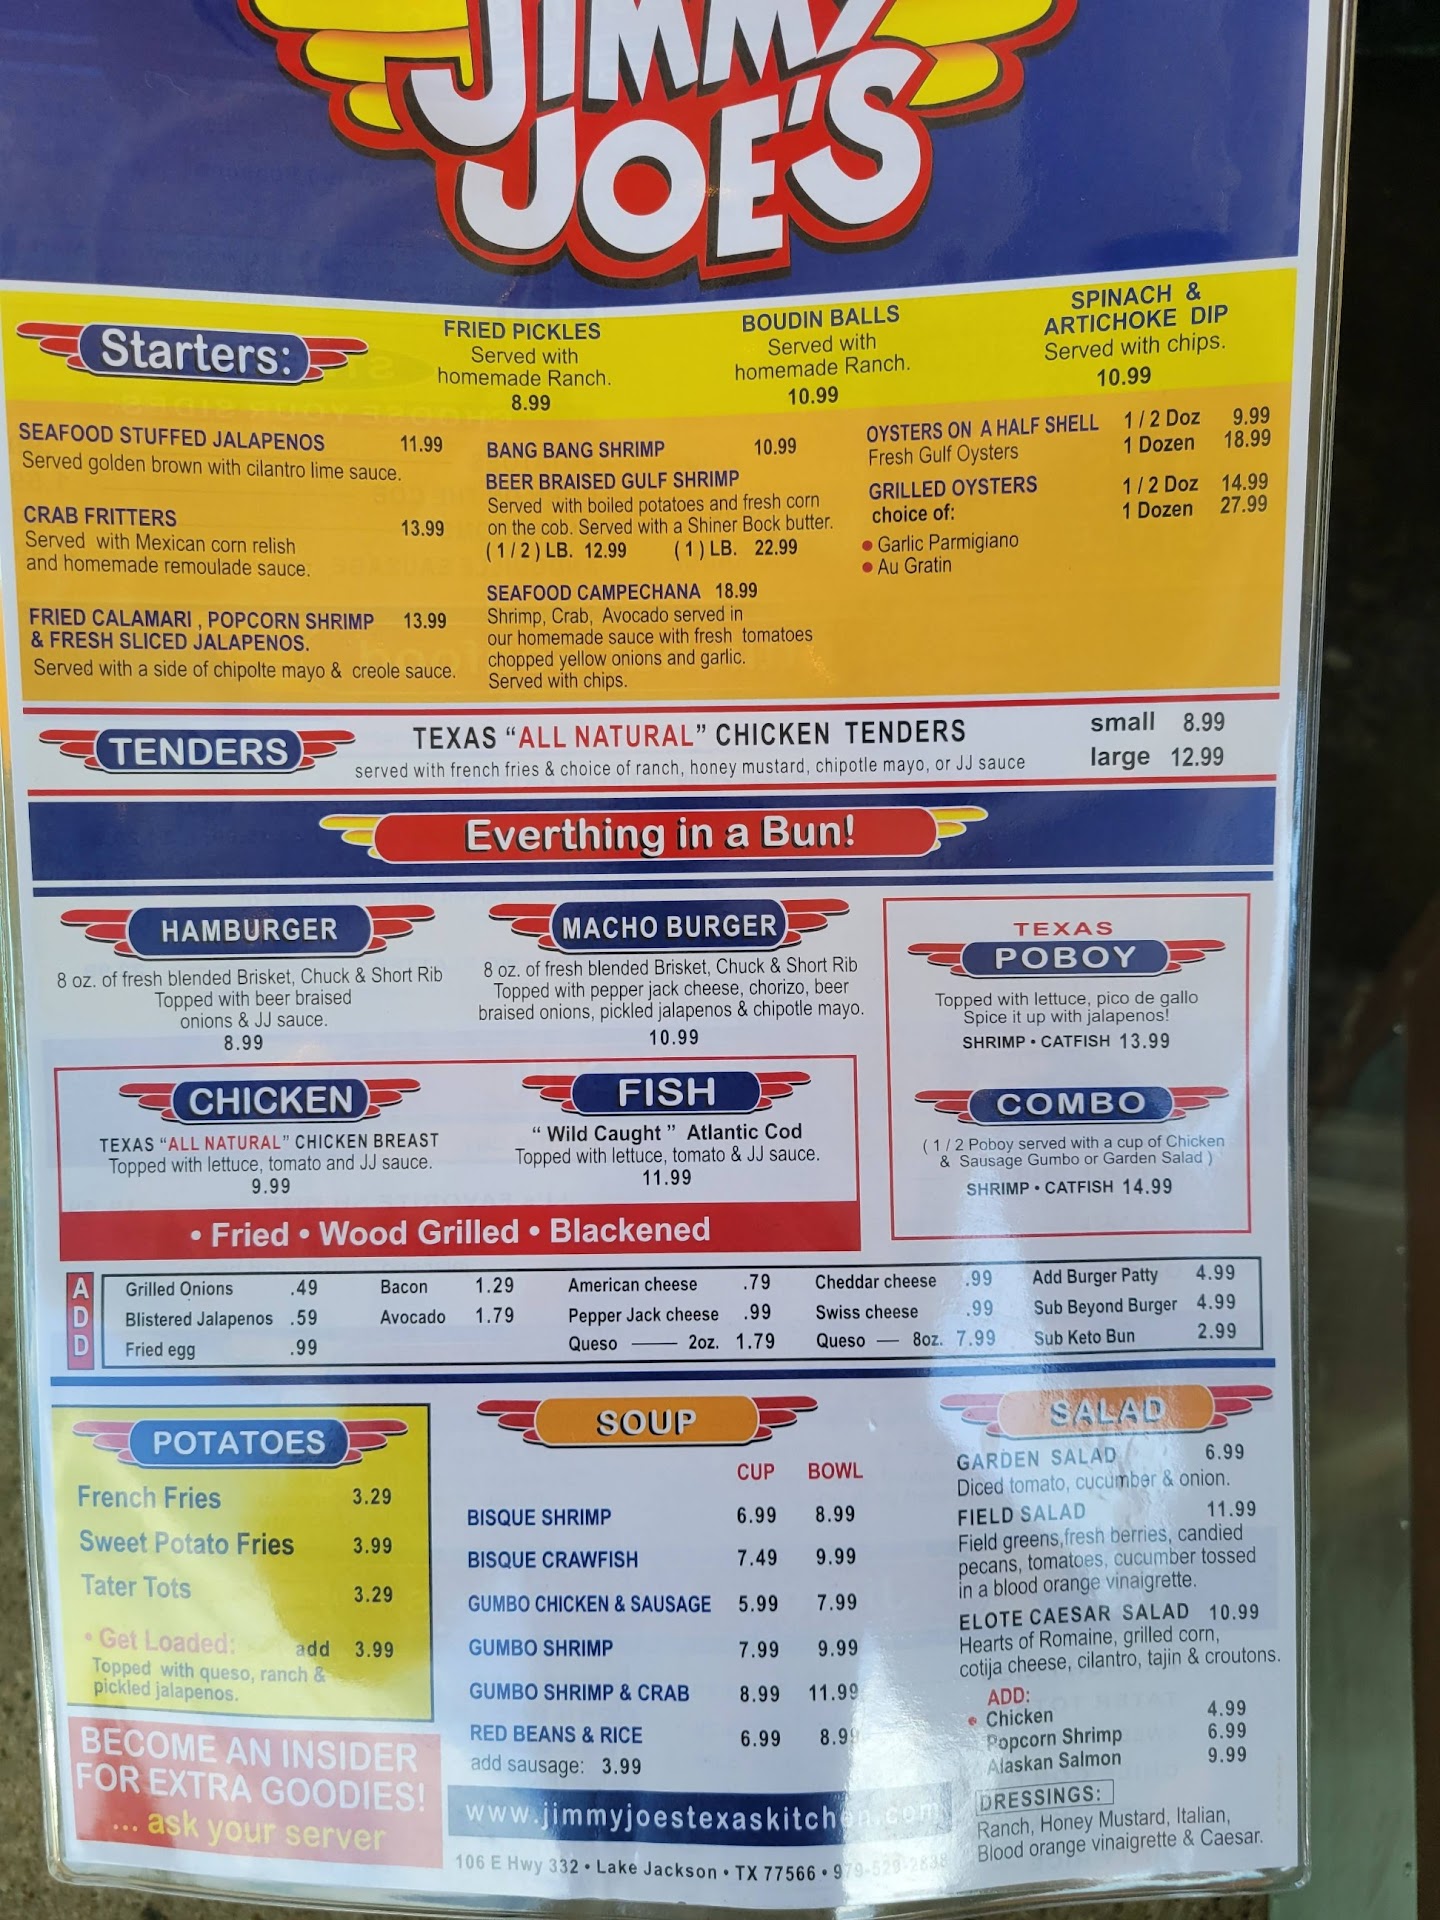 JIMMY
JOE'S
Starters:
FRIED PICKLES
Served with
homemade Ranch.
8.99
BOUDIN BALLS
Served with
homemade Ranch.
10.99
SPINACH &
ARTICHOKE DIP
Served with chips.
10.99
SEAFOOD STUFFED JALAPENOS 11.99
Served golden brown with cilantro lime sauce.
CRAB FRITTERS 13.99
Served with Mexican corn relish
and homemade remoulade sauce.
FRIED CALAMARI , POPCORN SHRIMP 13.99
& FRESH SLICED JALAPENOS.
Served with a side of chipolte mayo & creole sauce.
BANG BANG SHRIMP 10.99
BEER BRAISED GULF SHRIMP
Served with boiled potatoes and fresh corn
on the cob. Served with a Shiner Bock butter.
( 1 / 2 ) LB. 12.99 ( 1 ) LB. 22.99
SEAFOOD CAMPECHANA 18.99
Shrimp, Crab, Avocado served in
our homemade sauce with fresh tomatoes
chopped yellow onions and garlic.
Served with chips.
OYSTERS ON A HALF SHELL 1 / 2 Doz 9.99
Fresh Gulf Oysters 1 Dozen 18.99
GRILLED OYSTERS 1 / 2 Doz 14.99
choice of: 1 Dozen 27.99
• Garlic Parmigiano
• Au Gratin
TENDERS
TEXAS “ALL NATURAL” CHICKEN TENDERS
served with french fries & choice of ranch, honey mustard, chipotle mayo, or JJ sauce
small 8.99
large 12.99
Everthing in a Bun!
HAMBURGER
8 oz. of fresh blended Brisket, Chuck & Short Rib
Topped with beer braised
onions & JJ sauce.
8.99
MACHO BURGER
8 oz. of fresh blended Brisket, Chuck & Short Rib
Topped with pepper jack cheese, chorizo, beer
braised onions, pickled jalapenos & chipotle mayo.
10.99
TEXAS
POBOY
Topped with lettuce, pico de gallo
Spice it up with jalapenos!
SHRIMP • CATFISH 13.99
COMBO
( 1 / 2 Poboy served with a cup of Chicken
& Sausage Gumbo or Garden Salad )
SHRIMP • CATFISH 14.99
CHICKEN
TEXAS “ALL NATURAL” CHICKEN BREAST
Topped with lettuce, tomato and JJ sauce.
9.99
FISH
“ Wild Caught ” Atlantic Cod
Topped with lettuce, tomato & JJ sauce.
11.99
• Fried • Wood Grilled • Blackened
ADD
Grilled Onions .49 Bacon 1.29 American cheese .79 Cheddar cheese .99 Add Burger Patty 4.99
Blistered Jalapenos .59 Avocado 1.79 Pepper Jack cheese .99 Swiss cheese .99 Sub Beyond Burger 4.99
Fried egg .99 Queso —— 2oz. 1.79 Queso — 8oz. 7.99 Sub Keto Bun 2.99
POTATOES
French Fries 3.29
Sweet Potato Fries 3.99
Tater Tots 3.29
• Get Loaded: add 3.99
Topped with queso, ranch &
pickled jalapenos.
BECOME AN INSIDER
FOR EXTRA GOODIES!
... ask your server
SOUP
CUP BOWL
BISQUE SHRIMP 6.99 8.99
BISQUE CRAWFISH 7.49 9.99
GUMBO CHICKEN & SAUSAGE 5.99 7.99
GUMBO SHRIMP 7.99 9.99
GUMBO SHRIMP & CRAB 8.99 11.99
RED BEANS & RICE 6.99 8.99
add sausage: 3.99
www.jimmyjoestexaskitchen.com
106 E Hwy 332 • Lake Jackson • TX 77566 • 979-529-2838
SALAD
GARDEN SALAD 6.99
Diced tomato, cucumber & onion.
FIELD SALAD 11.99
Field greens,fresh berries, candied
pecans, tomatoes, cucumber tossed
in a blood orange vinaigrette.
ELOTE CAESAR SALAD 10.99
Hearts of Romaine, grilled corn,
cotija cheese, cilantro, tajin & croutons.
ADD:
• Chicken 4.99
Popcorn Shrimp 6.99
Alaskan Salmon 9.99
DRESSINGS:
Ranch, Honey Mustard, Italian,
Blood orange vinaigrette & Caesar.